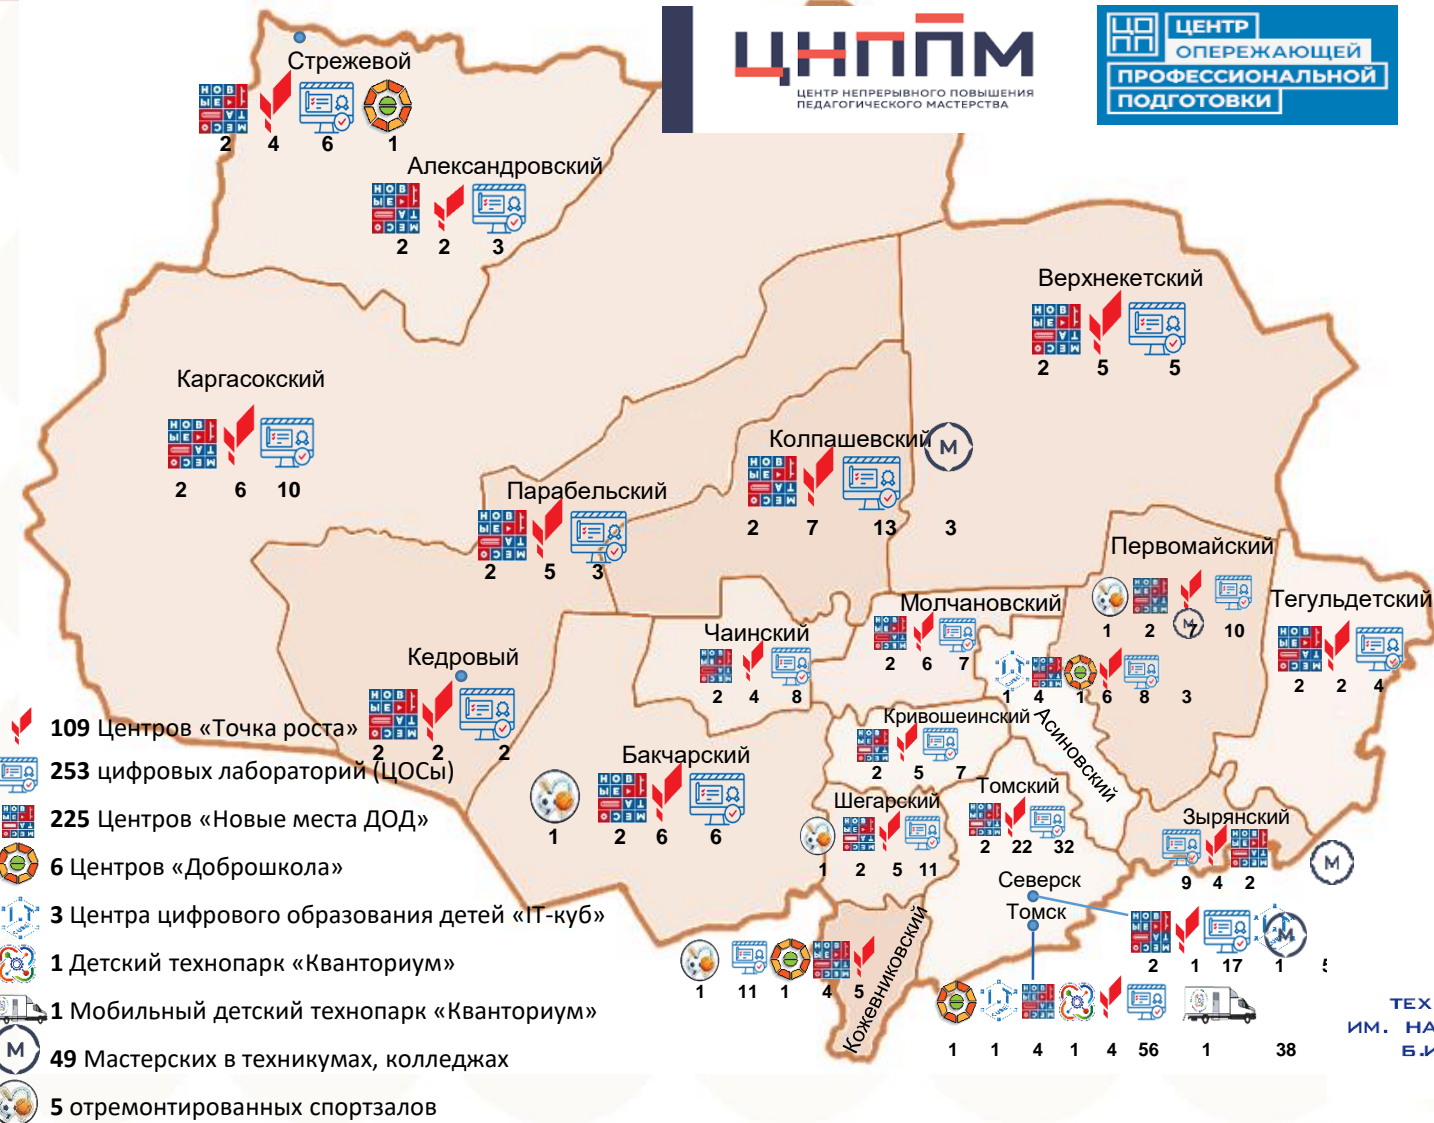 ЦНППМ
ЦЕНТР НЕПРЕРЫВНОГО ПОВЫШЕНИЯ
ПЕДАГОГИЧЕСКОГО МАСТЕРСТВА
ЦОПП
ЦЕНТР
ОПЕРЕЖАЮЩЕЙ
ПРОФЕССИОНАЛЬНОЙ
ПОДГОТОВКИ
Стрежевой
2 4 6 1
Александровский
2 2 3
Верхнекетский
2 5 5
Каргасокский
2 6 10
Колпашевский
М
2 7 13 3
Парабельский
2 5 3
Первомайский
1 2 7 10
М
Тегульдетский
2 2 4
Молчановский
2 6 7
Чаинский
2 4 8
1 4 1 6 8 3
Асиновский
Кедровый
2 2 2
Кривошеинский
2 5 7
Бакчарский
1 2 6 6
Шегарский
1 2 5 11
Томский
2 22 32
Зырянский
9 4 2
М
Северск
2 1 17 1
М
Томск
1 1 4 1 4 56 1 38
Кожевниковский
1 11 1 4 5
109 Центров «Точка роста»
253 цифровых лабораторий (ЦОСы)
225 Центров «Новые места ДОД»
6 Центров «Доброшкола»
3 Центра цифрового образования детей «IT-куб»
1 Детский технопарк «Кванториум»
1 Мобильный детский технопарк «Кванториум»
М
49 Мастерских в техникумах, колледжах
5 отремонтированных спортзалов
ТЕХ
ИМ. НА
Б.И